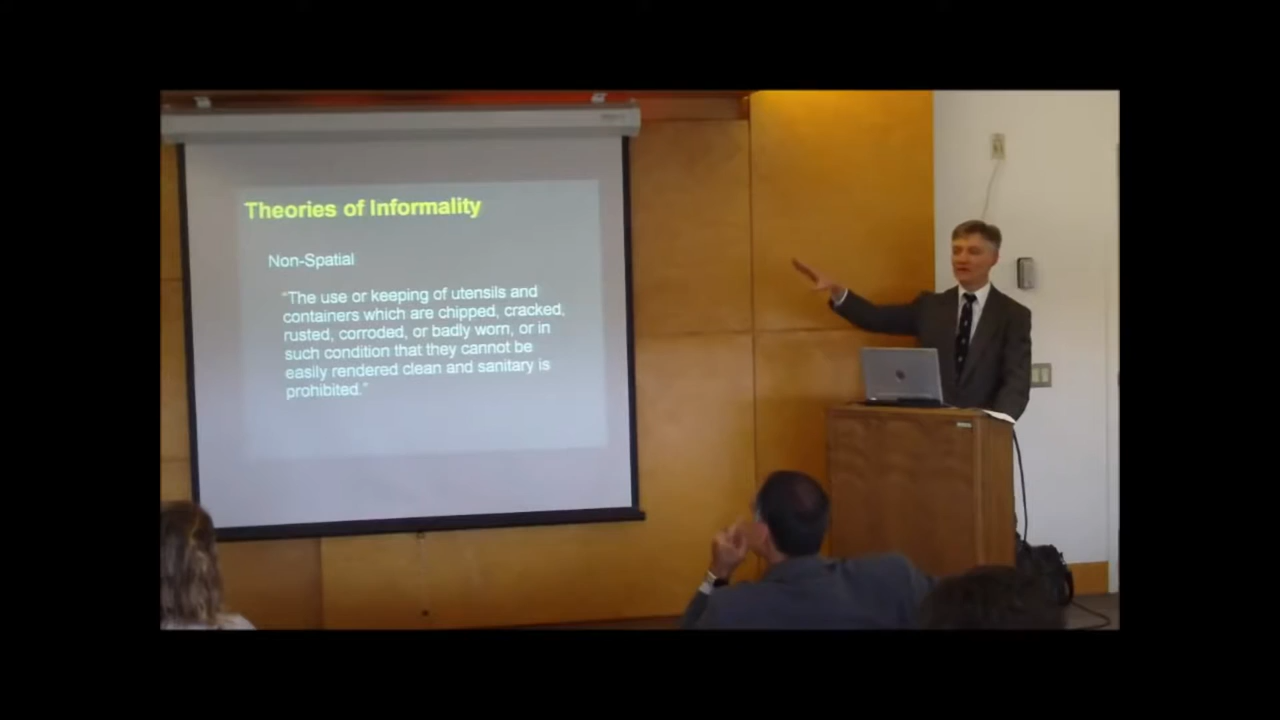 Theories of Informality
Non-Spatial
“The use or keeping of utensils and
containers which are chipped, cracked,
rusted, corroded, or badly worn, or in
such condition that they cannot be
easily rendered clean and sanitary is
prohibited.”